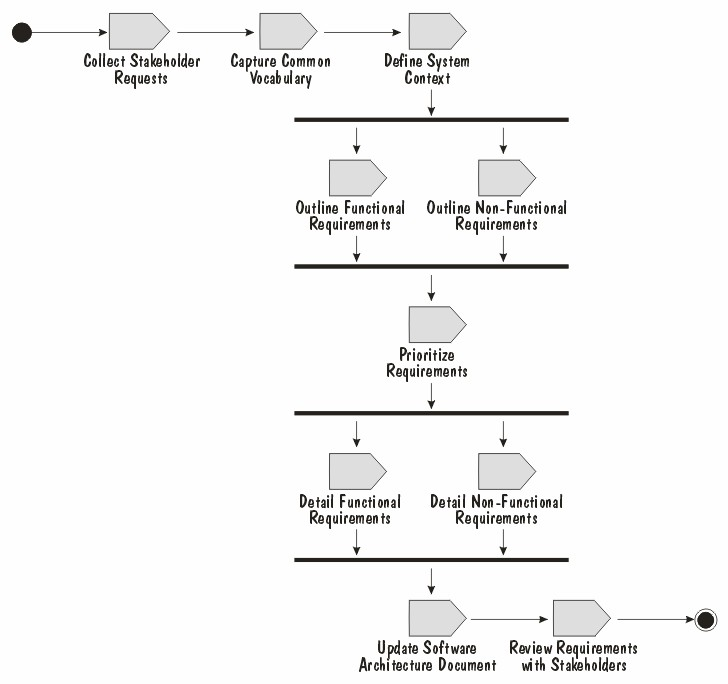 Collect Stakeholder
Requests
Capture Common
Vocabulary
Define System
Context
Outline Functional
Requirements
Outline Non-Functional
Requirements
Prioritize
Requirements
Detail Functional
Requirements
Detail Non-Functional
Requirements
Update Software
Architecture Document
Review Requirements
with Stakeholders